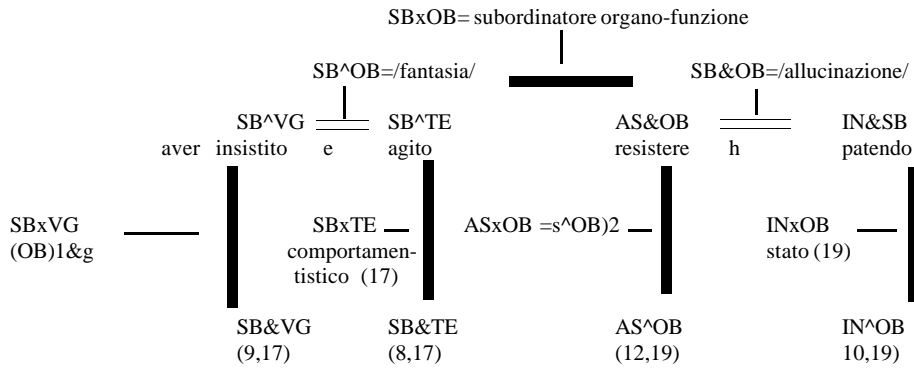 SBxOB= subordinatore organo-funzione
SB^OB=/fantasia/ SB&OB=/allucinazione/
SB^VG SB^TE AS&OB IN&SB
aver insistito e agito resistere h patendo
SBxVG SBxTE ASxOB =s^OB)2 INxOB
(OB)1&g comportamen- stato (19)
tistico (17)
SB&VG SB&TE AS^OB IN^OB
(9,17) (8,17) (12,19) 10,19)